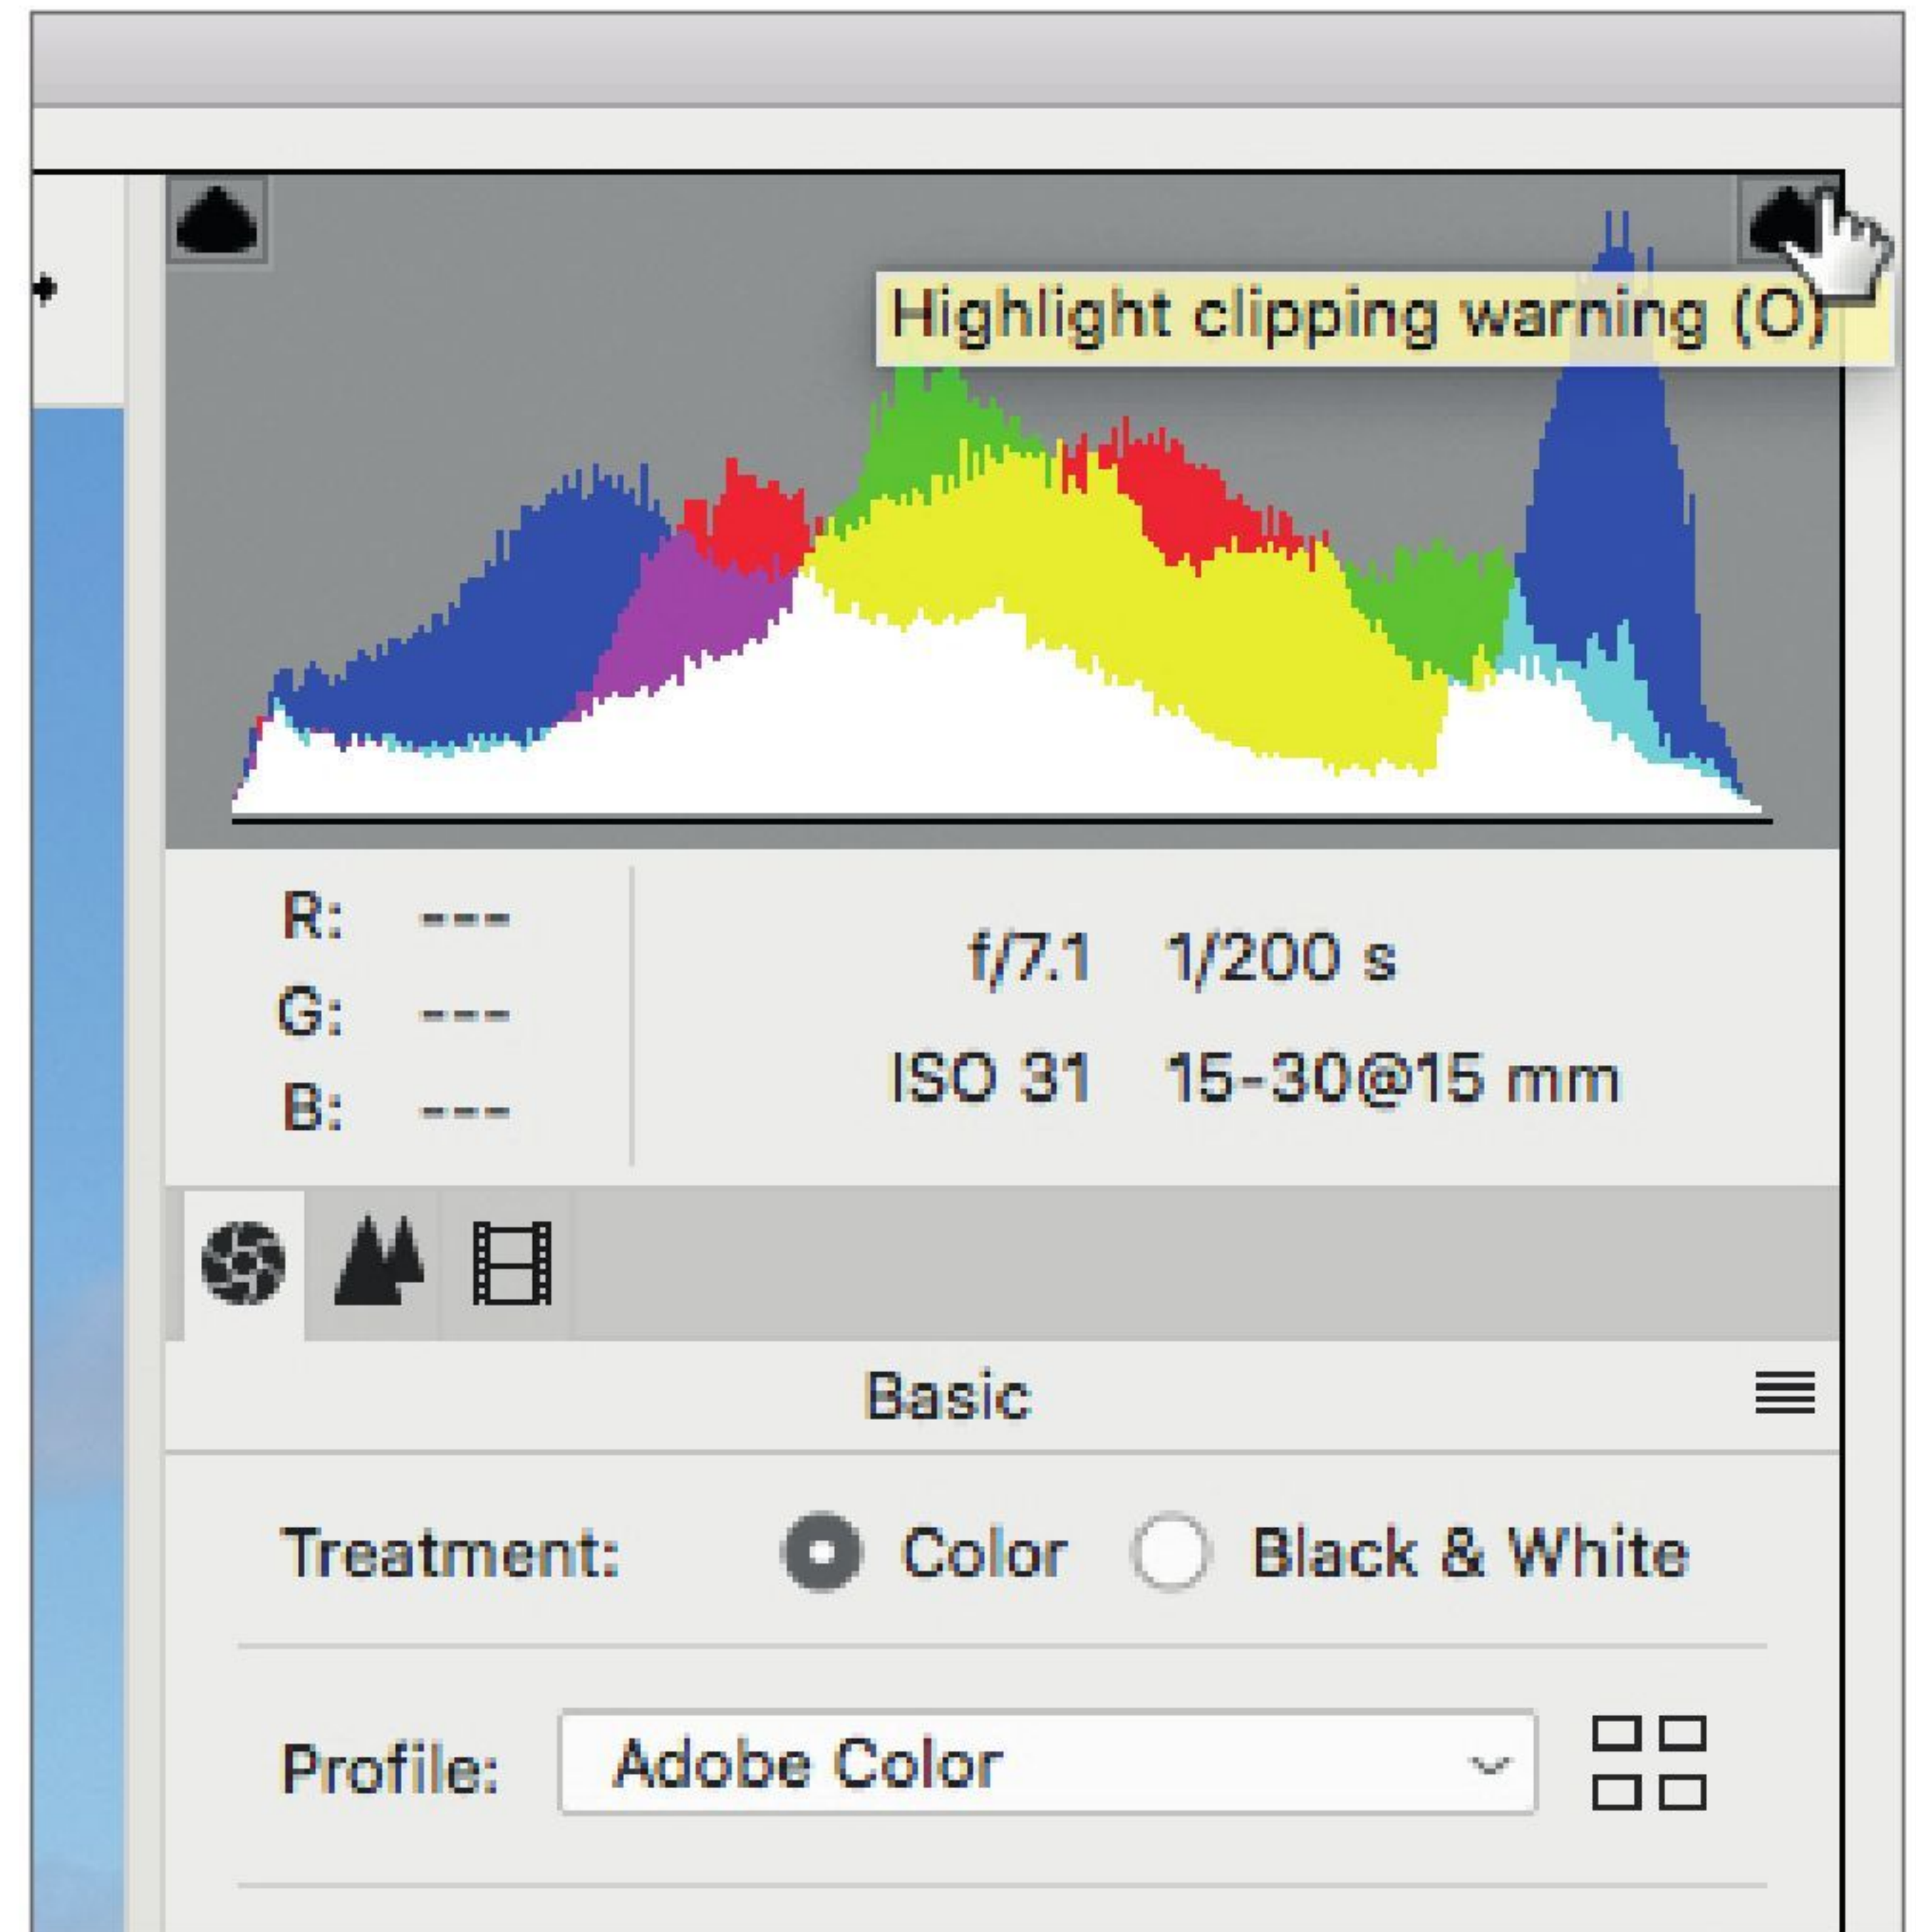 Highlight clipping warning (O)
R: ---
G: ---
B: ---
f/7.1 1/200 s
ISO 31 15-30@15 mm
Basic
Treatment: Color Black & White
Profile: Adobe Color